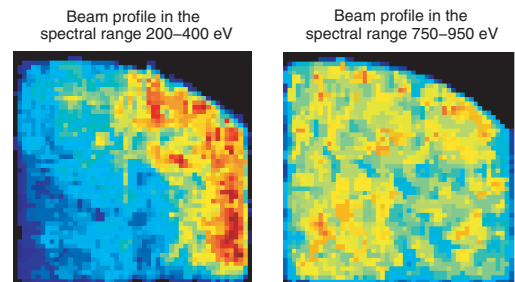 Beam profile in the
spectral range 200–400 eV
Beam profile in the
spectral range 750–950 eV